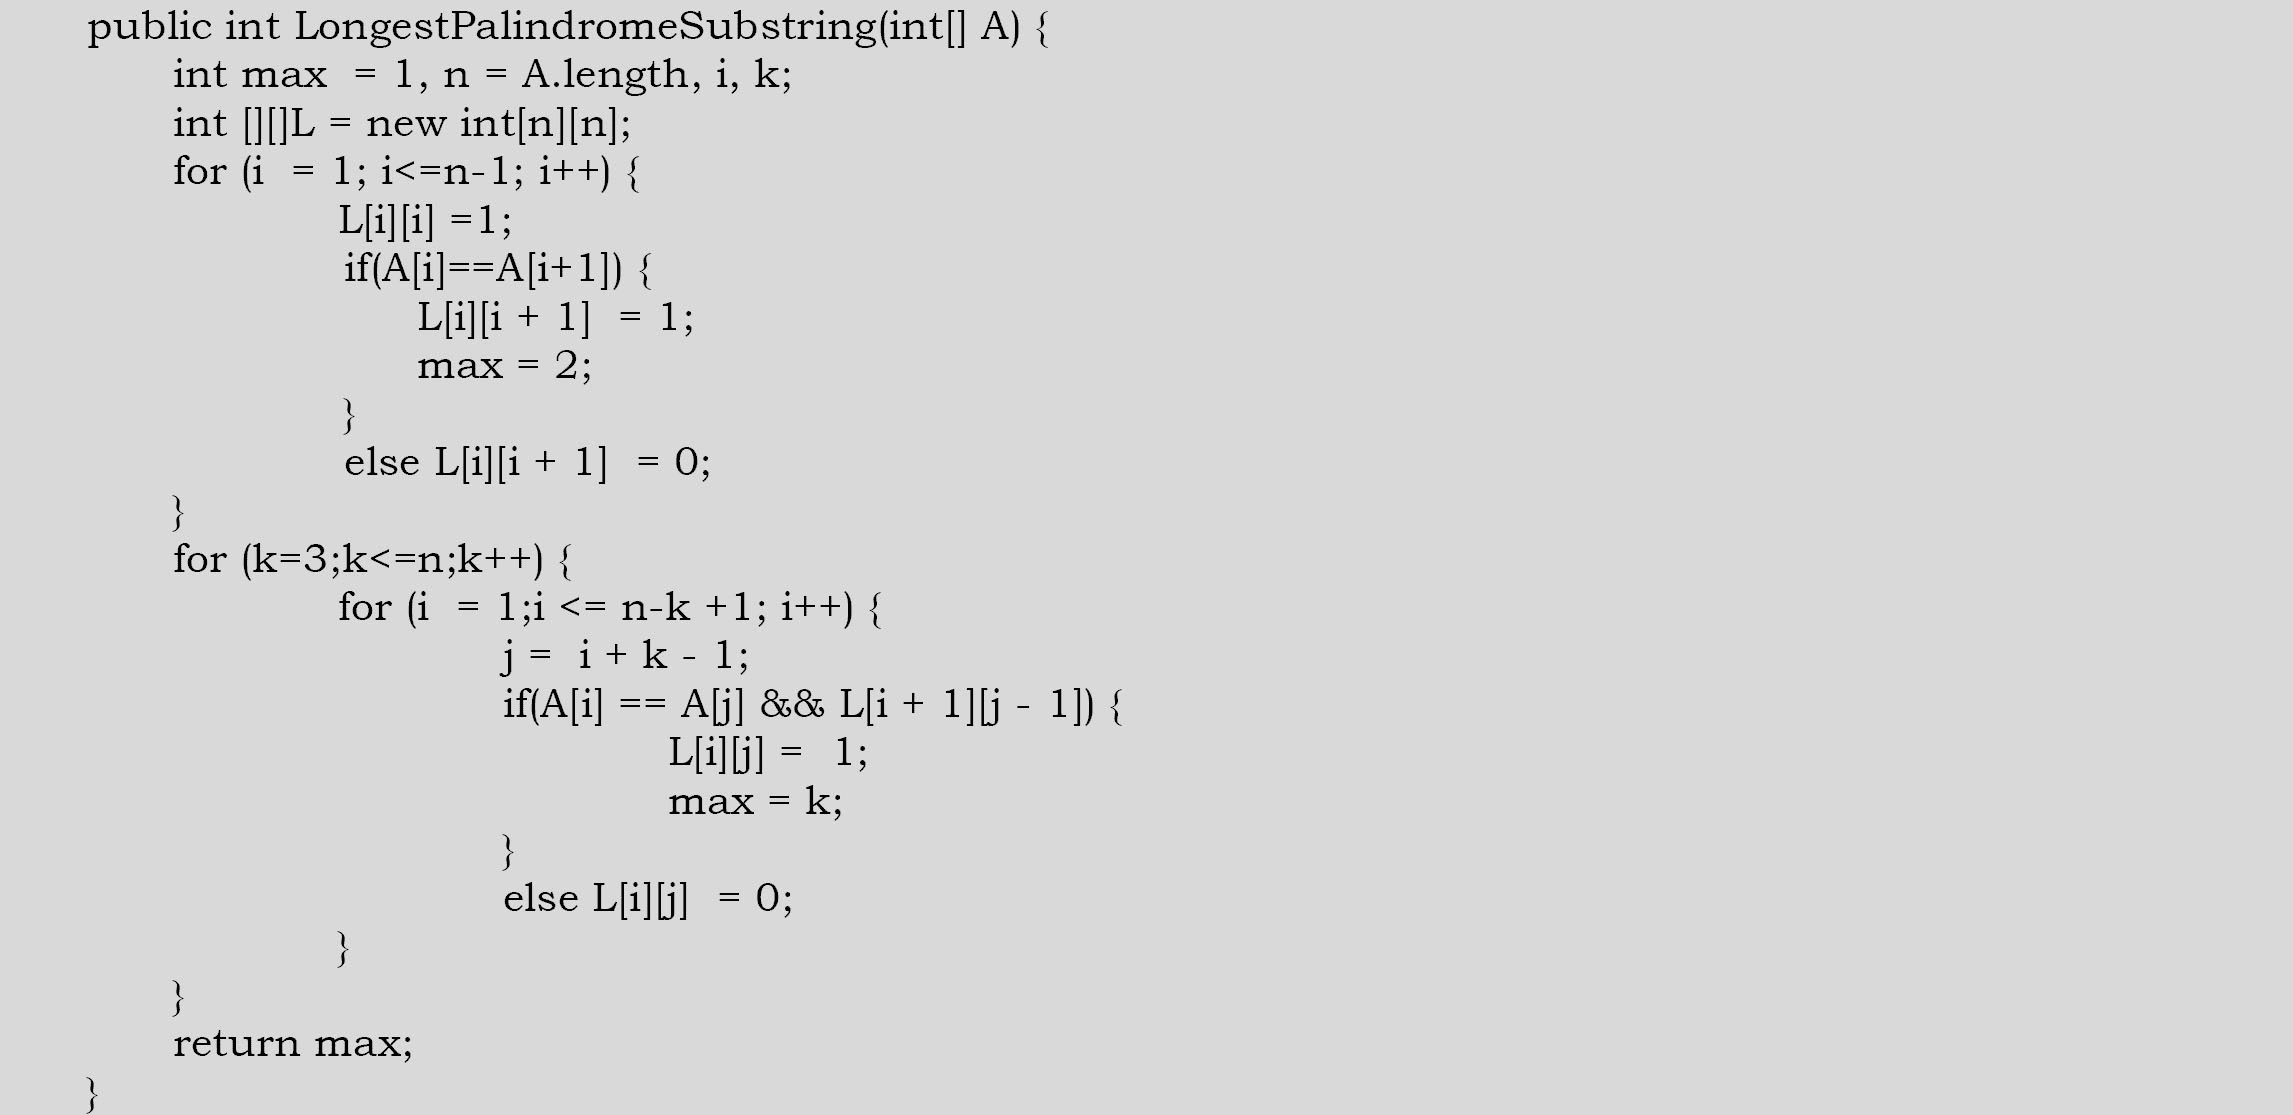 public int LongestPalindromeSubstring(int[] A) {
int max = 1, n = A.length, i, k;
int [][]L = new int[n][n];
for (i = 1; i<=n-1; i++) {
L[i][i] =1;
if(A[i]==A[i+1]) {
L[i][i + 1] = 1;
max = 2;
}
else L[i][i + 1] = 0;
}
for (k=3;k<=n;k++) {
for (i = 1;i <= n-k +1; i++) {
j = i + k - 1;
if(A[i] == A[j] && L[i + 1][j - 1]) {
L[i][j] = 1;
max = k;
}
else L[i][j] = 0;
}
}
return max;
}